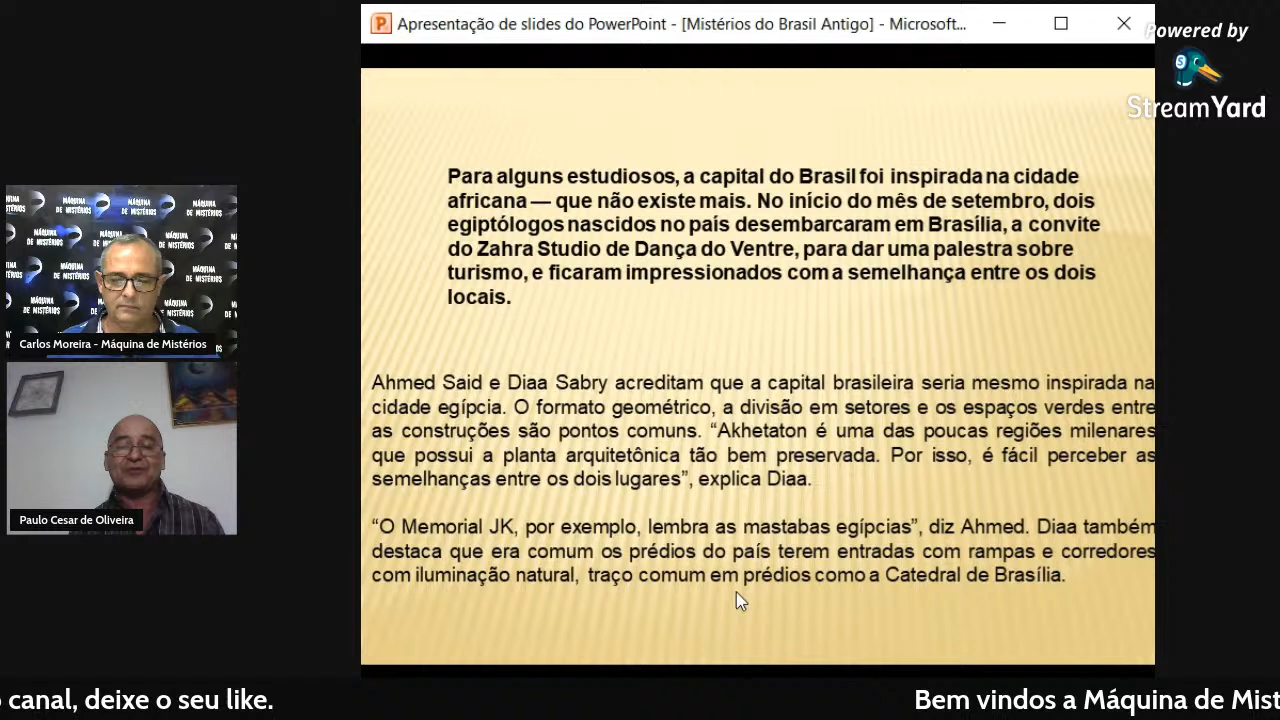 Apresentação de slides do PowerPoint - [Mistérios do Brasil Antigo] - Microsoft...
Powered by
StreamYard
Para alguns estudiosos, a capital do Brasil foi inspirada na cidade
africana — que não existe mais. No início do mês de setembro, dois
egiptólogos nascidos no país desembarcaram em Brasília, a convite
do Zahra Studio de Dança do Ventre, para dar uma palestra sobre
turismo, e ficaram impressionados com a semelhança entre os dois
locais.
Ahmed Said e Diaa Sabry acreditam que a capital brasileira seria mesmo inspirada na
cidade egípcia. O formato geométrico, a divisão em setores e os espaços verdes entre
as construções são pontos comuns. “Akhetaton é uma das poucas regiões milenares
que possui a planta arquitetônica tão bem preservada. Por isso, é fácil perceber as
semelhanças entre os dois lugares”, explica Diaa.
“O Memorial JK, por exemplo, lembra as mastabas egípcias”, diz Ahmed. Diaa também
destaca que era comum os prédios do país terem entradas com rampas e corredores
com iluminação natural, traço comum em prédios como a Catedral de Brasília.
MÁQUINA DE MISTÉRIOS
Carlos Moreira - Máquina de Mistérios
Paulo Cesar de Oliveira
o canal, deixe o seu like.
Bem vindos a Máquina de Mist